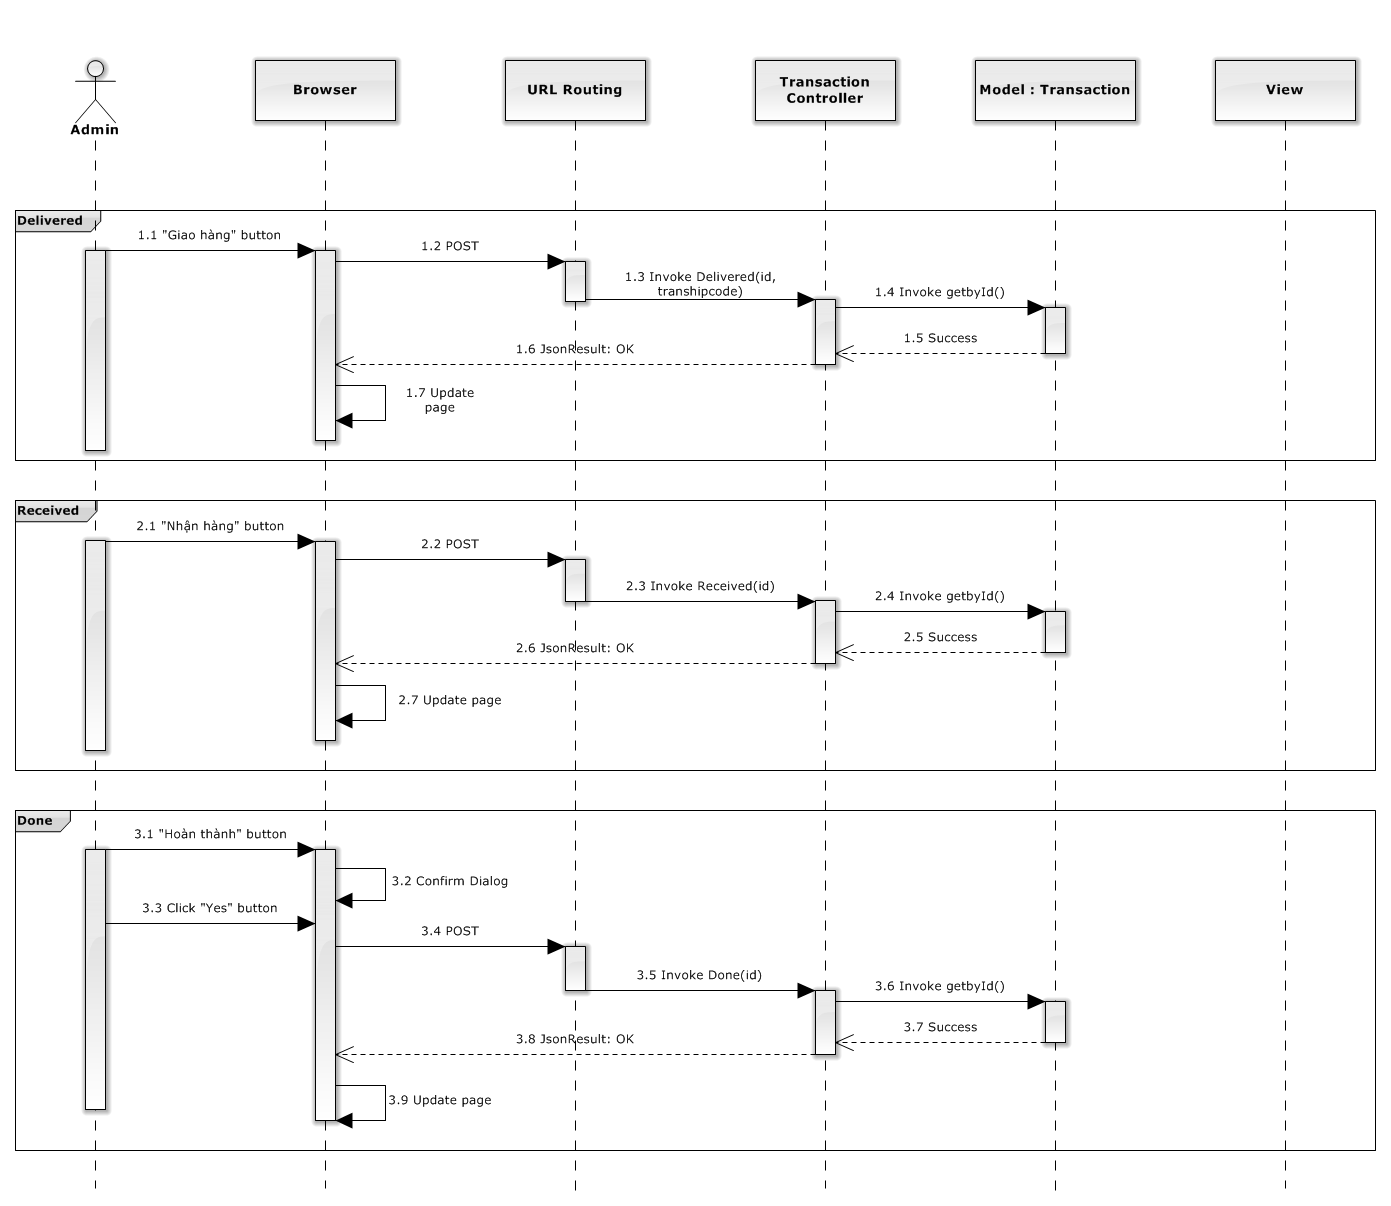 Admin
Browser
URL Routing
Transaction
Controller
Model : Transaction
View
Delivered
1.1 "Giao hàng" button
1.2 POST
1.3 Invoke Delivered(id,
transhipcode)
1.4 Invoke getbyId()
1.5 Success
1.6 JsonResult: OK
1.7 Update
page
Received
2.1 "Nhận hàng" button
2.2 POST
2.3 Invoke Received(id)
2.4 Invoke getbyId()
2.5 Success
2.6 JsonResult: OK
2.7 Update page
Done
3.1 "Hoàn thành" button
3.2 Confirm Dialog
3.3 Click "Yes" button
3.4 POST
3.5 Invoke Done(id)
3.6 Invoke getbyId()
3.7 Success
3.8 JsonResult: OK
3.9 Update page